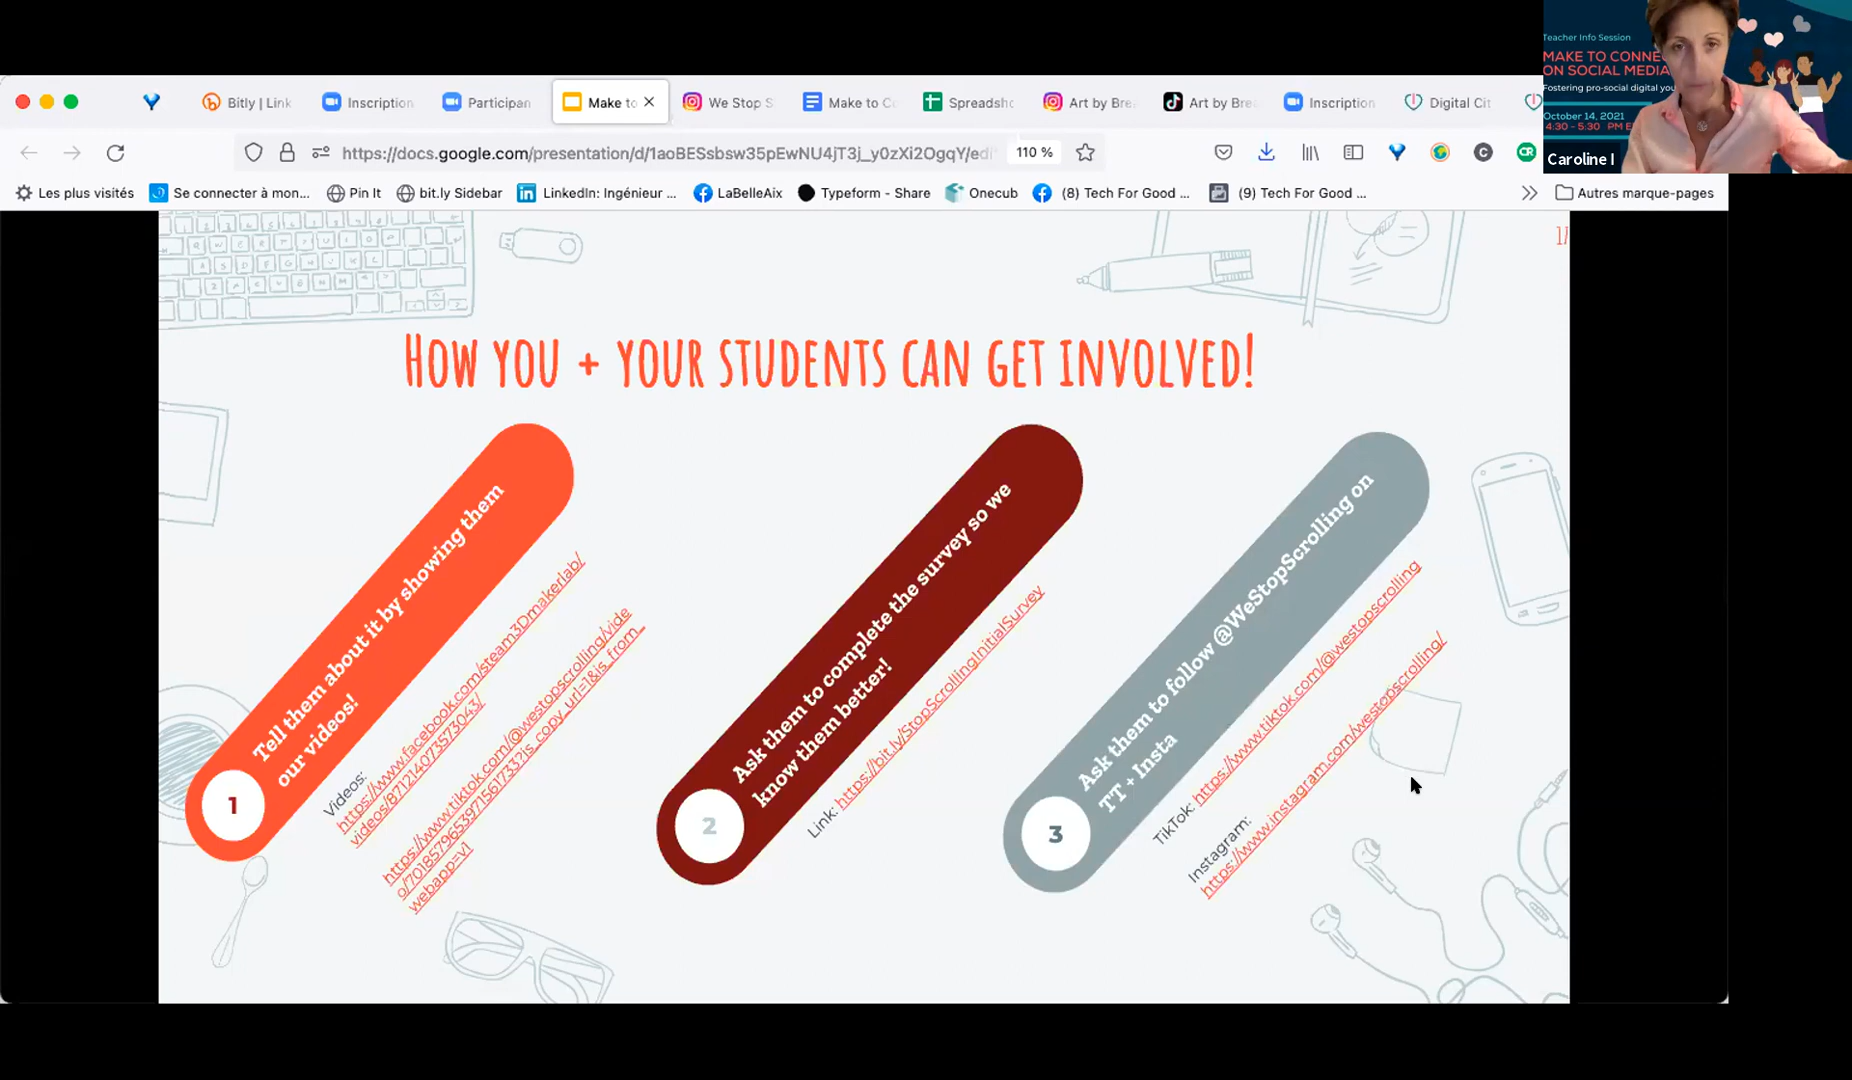 Bitly | Link
Inscription
Participan
Make to
We Stop S
Make to C
Spreadsh
Art by Bre
Art by Bre
Inscription
Digital Cit
https://docs.google.com/presentation/d/1aoBESsbsw35pEwNU4jT3j_y0zXi2OgqY/edi
110 %
Les plus visités
Se connecter à mon...
Pin It
bit.ly Sidebar
LinkedIn: Ingénieur ...
LaBelleAix
Typeform - Share
Onecub
(8) Tech For Good ...
(9) Tech For Good ...
Autres marque-pages
Teacher Info Session
MAKE TO CONNE
ON SOCIAL MEDIA
Fostering pro-social digital you
October 14, 2021
4:30 - 5:30 PM E
Caroline I
HOW YOU + YOUR STUDENTS CAN GET INVOLVED!
1
Tell them about it by showing them
our videos!
Videos:
https://www.facebook.com/steam3Dmakerlab/
videos/871214073573043/
https://www.tiktok.com/@westopscrolling/vide
o/7018579653971561733?is_copy_url=1&is_from_
webapp=v1
2
Ask them to complete the survey so we
know them better!
Link: https://bit.ly/StopScrollingInitialSurvey
3
Ask them to follow @WeStopScrolling on
TT + Insta
TikTok: https://www.tiktok.com/@westopscrolling
Instagram:
https://www.instagram.com/westopscrolling/